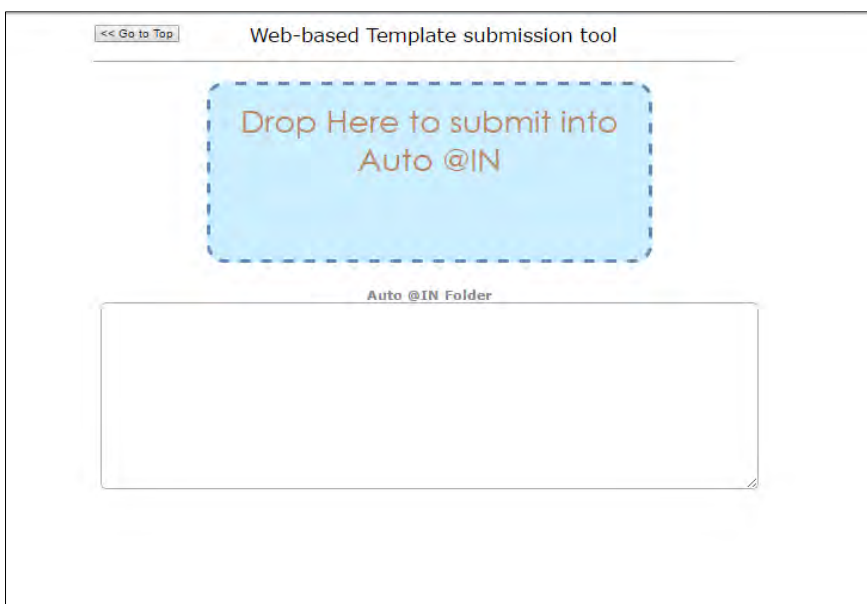 << Go to Top
Web-based Template submission tool
Drop Here to submit into
Auto @IN
Auto @IN Folder